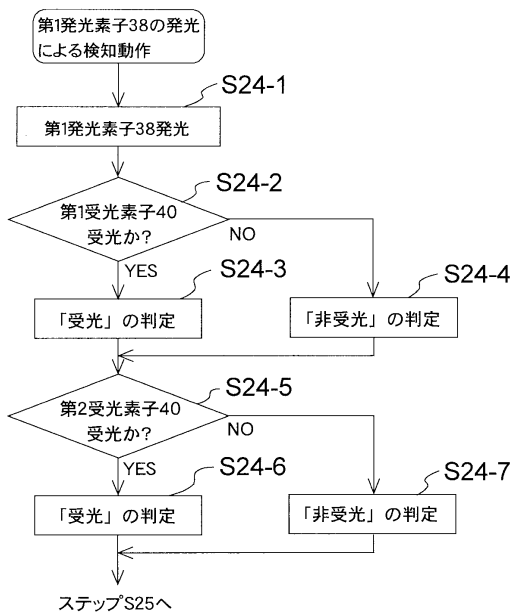 第1発光素子38の発光
による検知動作
S24-1
第1発光素子38発光
S24-2
第1受光素子40
受光か?
NO
YES
S24-3
S24-4
「受光」の判定
「非受光」の判定
S24-5
第2受光素子40
受光か?
NO
YES
S24-6
S24-7
「受光」の判定
「非受光」の判定
ステップS25へ